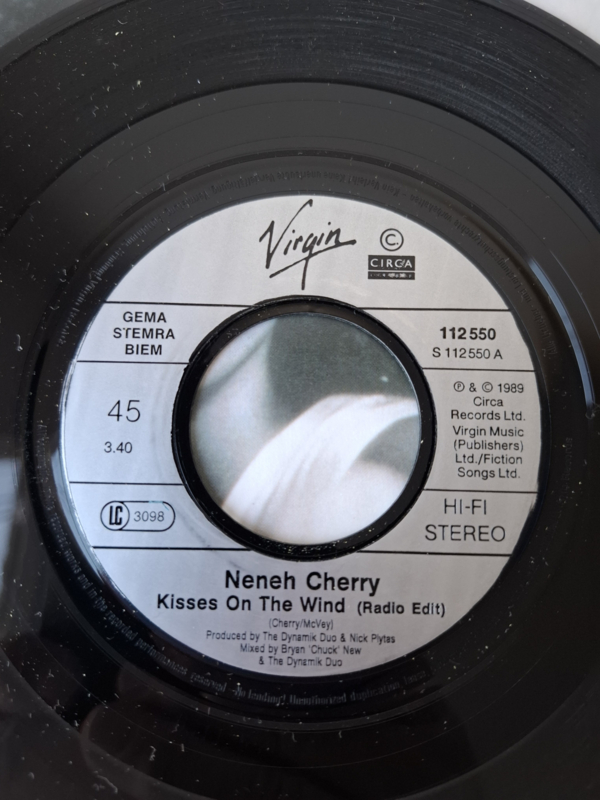 Virgin
©
CIRCA
GEMA
STEMRA
BIEM
112 550
S 112 550 A
45
3.40
℗ & © 1989
Circa
Records Ltd.
Virgin Music
(Publishers)
Ltd./Fiction
Songs Ltd.
LC 3098
HI-FI
STEREO
Neneh Cherry
Kisses On The Wind (Radio Edit)
(Cherry/McVey)
Produced by The Dynamik Duo & Nick Plytas
Mixed by Bryan 'Chuck' New
& The Dynamik Duo